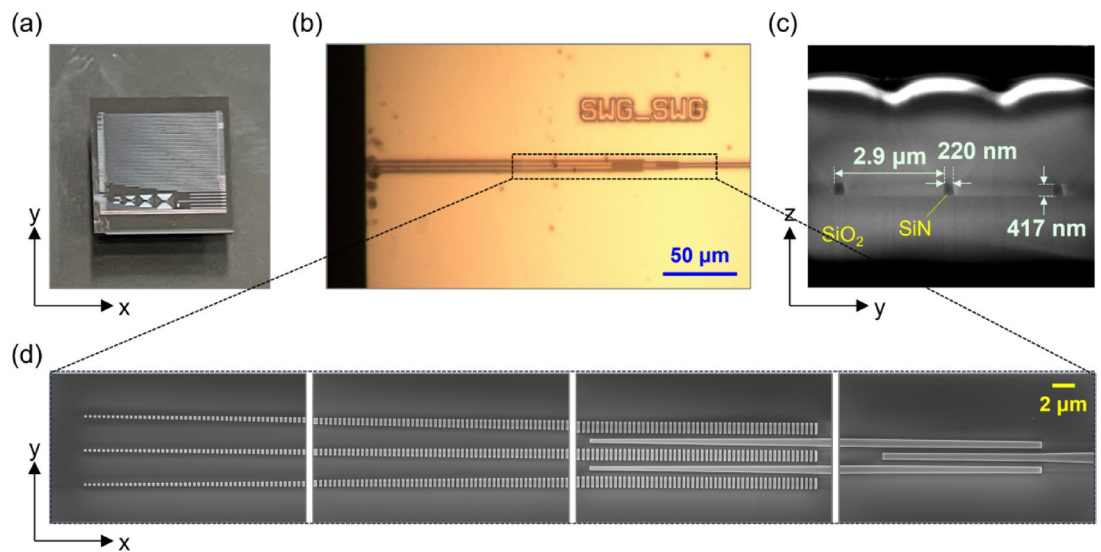 (a)
(b)
(c)
y
x
SWG_SWG
50 µm
2.9 µm
220 nm
SiO₂
SiN
417 nm
z
y
(d)
2 µm
y
x